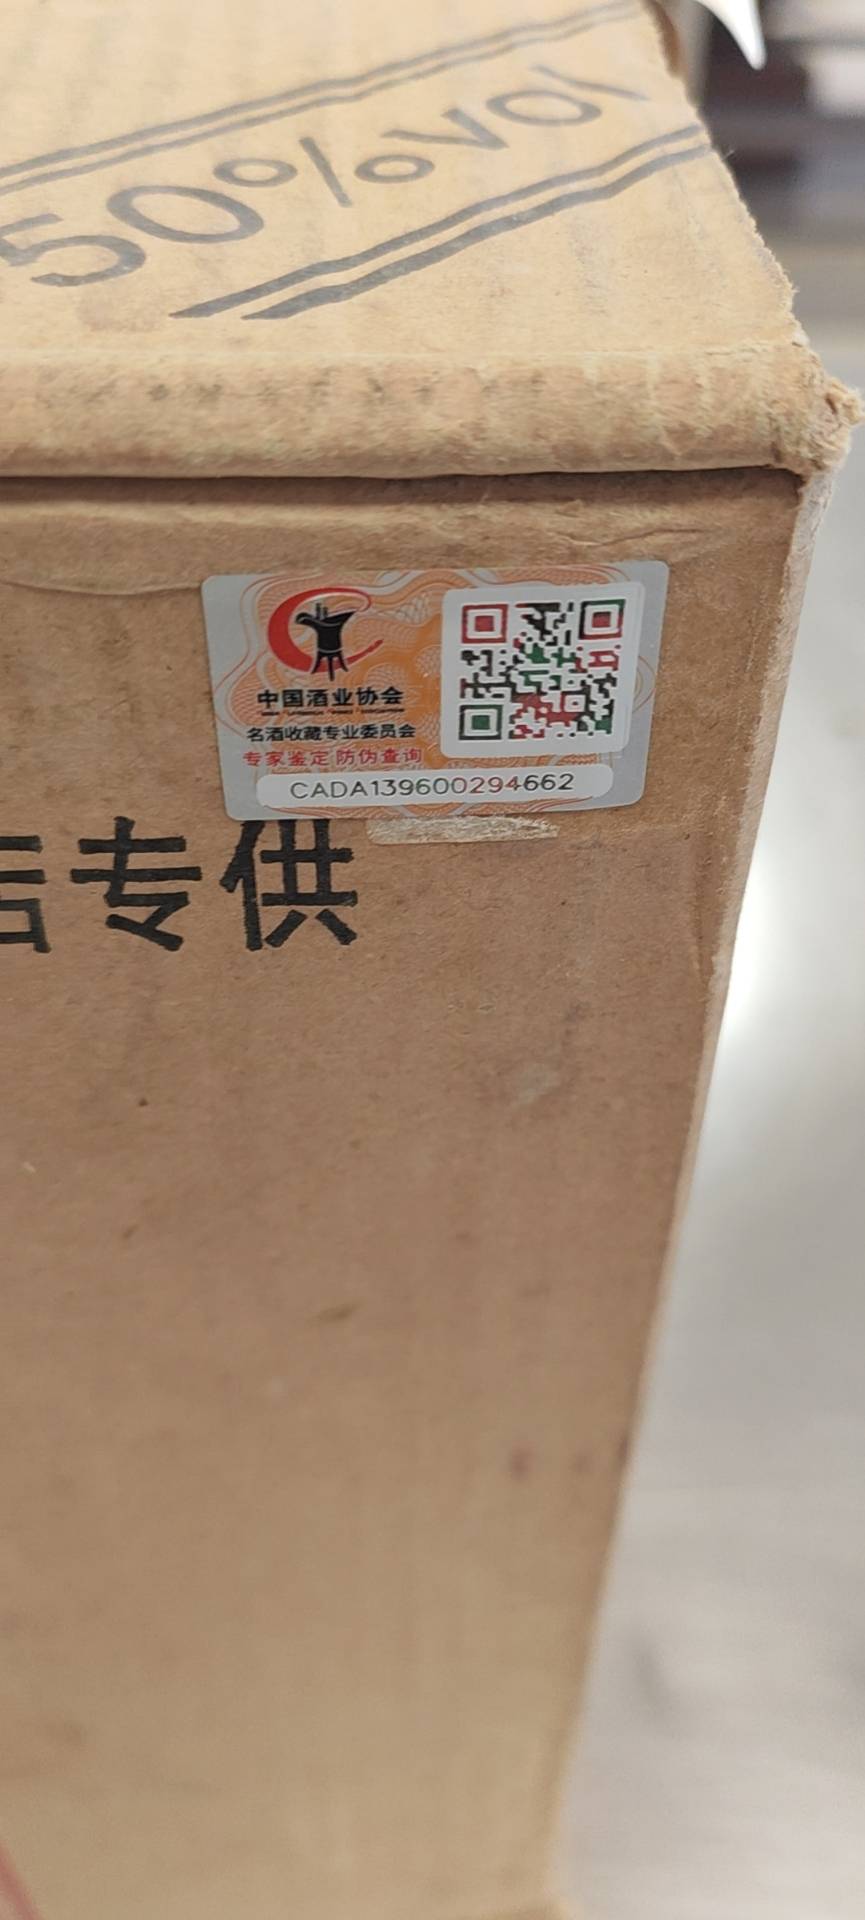 50%vol
中国酒业协会
名酒收藏专业委员会
专家鉴定 防伪查询
CADA139600294662
专供